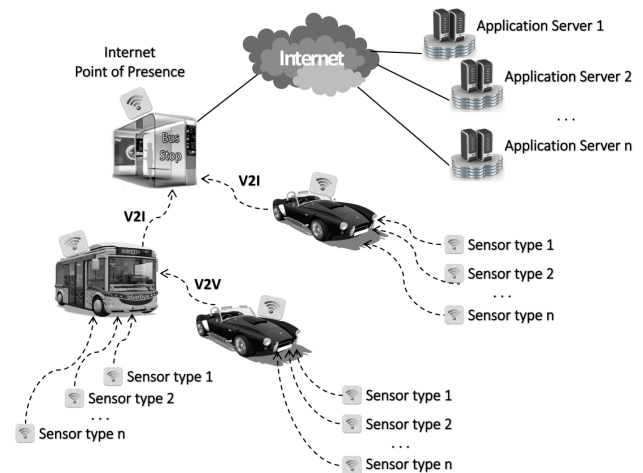 Internet
Point of Presence
Internet
Application Server 1
Application Server 2
...
Application Server n
Bus
Stop
V2I
V2I
Sensor type 1
Sensor type 2
...
Sensor type n
V2V
bluebus
Sensor type 1
Sensor type 2
...
Sensor type n
Sensor type 1
Sensor type 2
...
Sensor type n